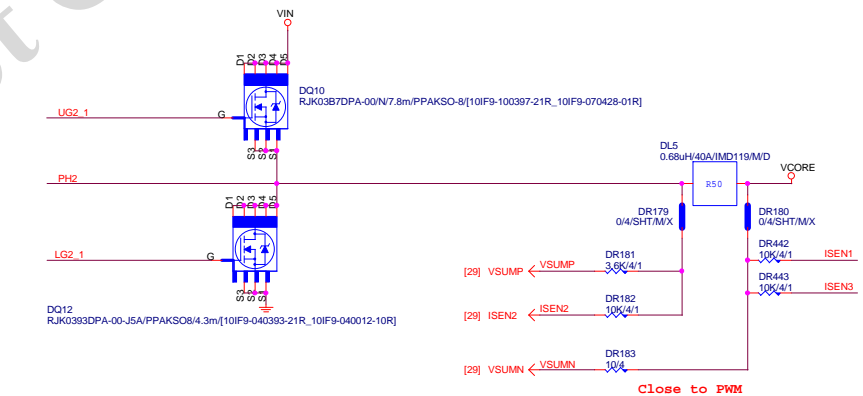 VIN
D1 D2 D3 D4 D5
DQ10
RJK03B7DPA-00/N/7.8m/PPAKSO-8/[10IF9-100397-21R_10IF9-070428-01R]
UG2_1
G
S3 S2 S1
DL5
0.68uH/40A/IMD119/M/D
VCORE
PH2
R50
D1 D2 D3 D4 D5
DR179
0/4/SHT/M/X
DR180
0/4/SHT/M/X
LG2_1
G
DR442
10K/4/1
ISEN1
DR181
3.6K/4/1
[29] VSUMP
VSUMP
DR443
10K/4/1
ISEN3
S3 S2 S1
DR182
10K/4/1
[29] ISEN2
ISEN2
DQ12
RJK0393DPA-00-J5A/PPAKSO8/4.3m/[10IF9-040393-21R_10IF9-040012-10R]
DR183
10/4
[29] VSUMN
VSUMN
Close to PWM